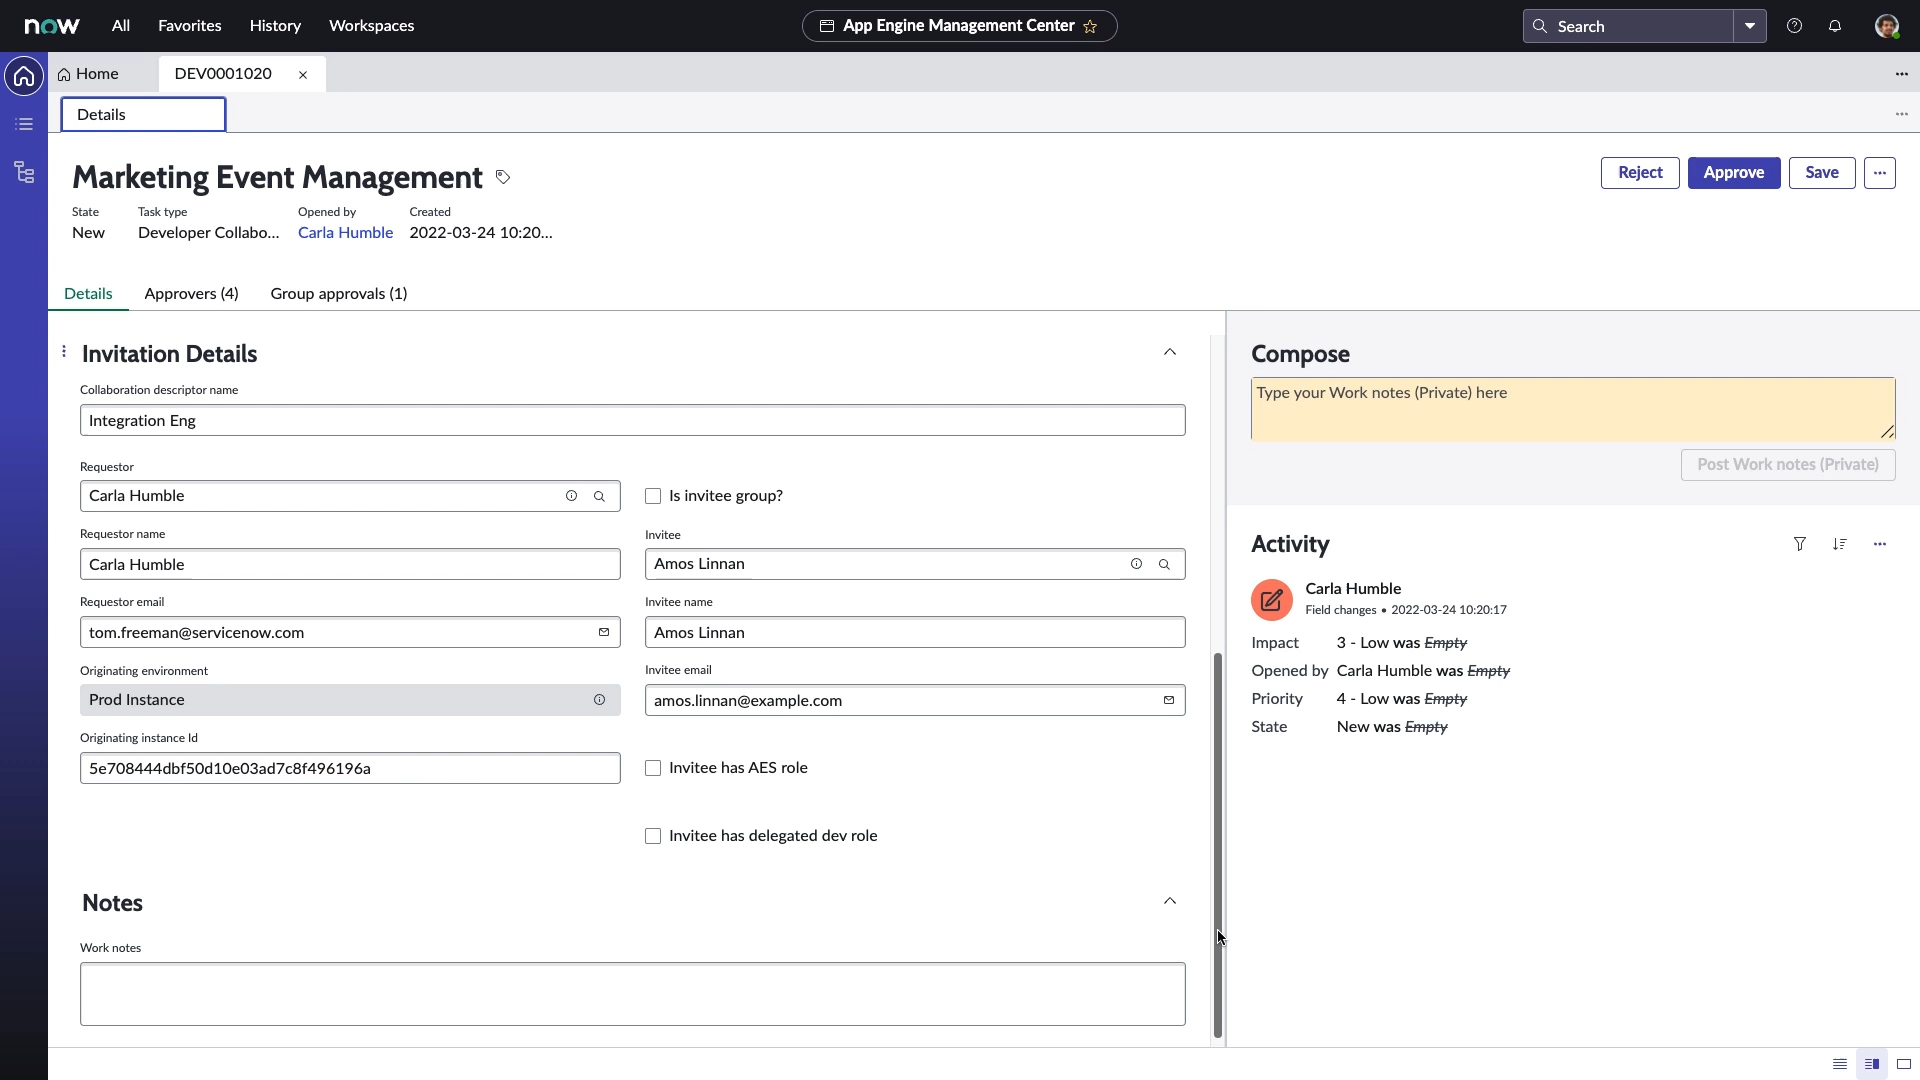 now All Favorites History Workspaces App Engine Management Center Search
Home DEV0001020
Details
Marketing Event Management
Reject Approve Save
State Task type Opened by Created
New Developer Collabo... Carla Humble 2022-03-24 10:20...
Details Approvers (4) Group approvals (1)
Invitation Details
Collaboration descriptor name
Integration Eng
Requestor
Carla Humble
Is invitee group?
Requestor name
Carla Humble
Invitee
Amos Linnan
Requestor email
tom.freeman@servicenow.com
Invitee name
Amos Linnan
Originating environment
Prod Instance
Invitee email
amos.linnan@example.com
Originating instance Id
5e708444dbf50d10e03ad7c8f496196a
Invitee has AES role
Invitee has delegated dev role
Notes
Work notes
Compose
Type your Work notes (Private) here
Post Work notes (Private)
Activity
Carla Humble
Field changes • 2022-03-24 10:20:17
Impact 3 - Low was Empty
Opened by Carla Humble was Empty
Priority 4 - Low was Empty
State New was Empty